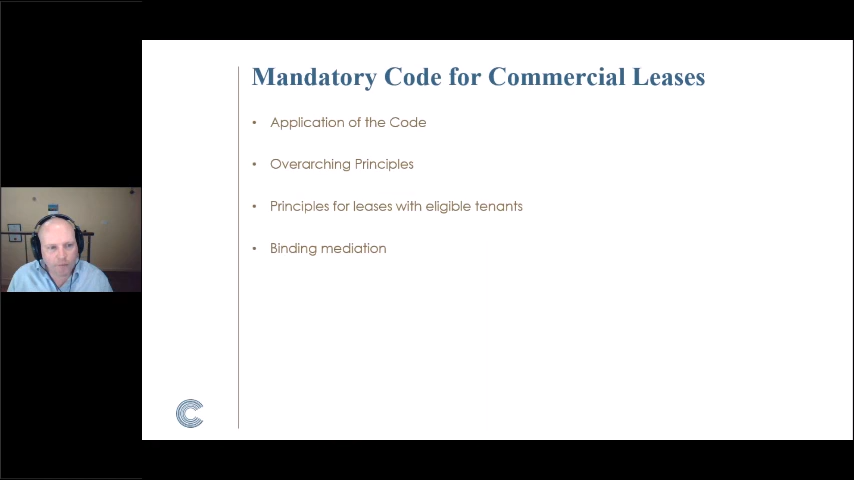 Mandatory Code for Commercial Leases
• Application of the Code
• Overarching Principles
• Principles for leases with eligible tenants
• Binding mediation